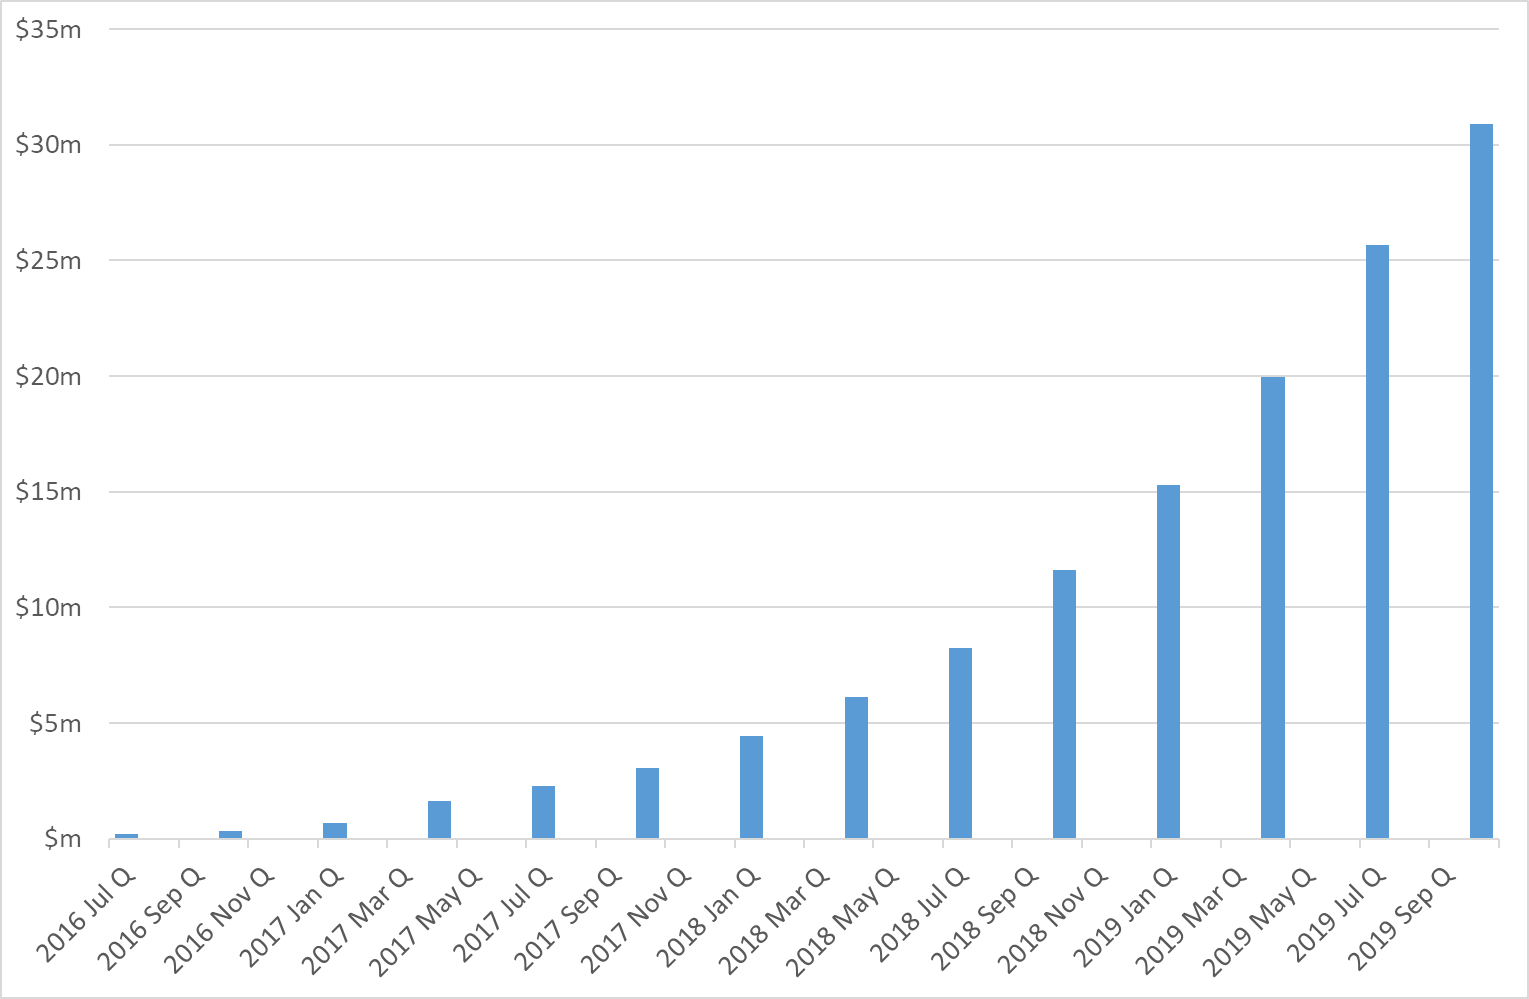 $35m
$30m
$25m
$20m
$15m
$10m
$5m
$m
2016 Jul Q
2016 Sep Q
2016 Nov Q
2017 Jan Q
2017 Mar Q
2017 May Q
2017 Jul Q
2017 Sep Q
2017 Nov Q
2018 Jan Q
2018 Mar Q
2018 May Q
2018 Jul Q
2018 Sep Q
2018 Nov Q
2019 Jan Q
2019 Mar Q
2019 May Q
2019 Jul Q
2019 Sep Q